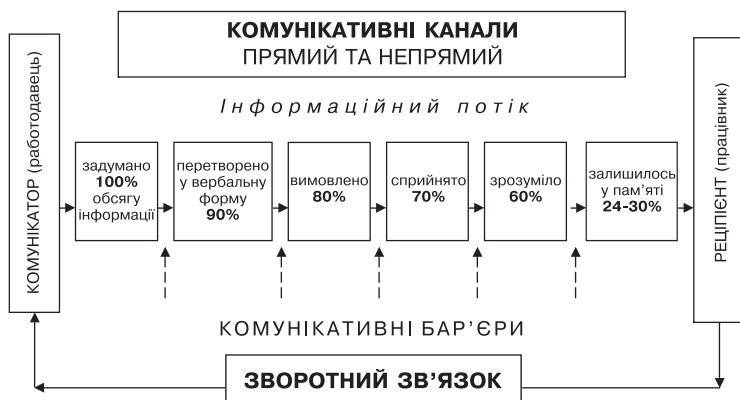 КОМУНІКАТИВНІ КАНАЛИ
ПРЯМИЙ ТА НЕПРЯМИЙ
КОМУНІКАТОР (работодавець)
Інформаційний потік
задумано
100%
обсягу
інформації
перетворено
у вербальну
форму
90%
вимовлено
80%
сприйнято
70%
зрозуміло
60%
залишилось
у пам’яті
24-30%
РЕЦІПІЄНТ (працівник)
КОМУНІКАТИВНІ БАР’ЄРИ
ЗВОРОТНИЙ ЗВ’ЯЗОК